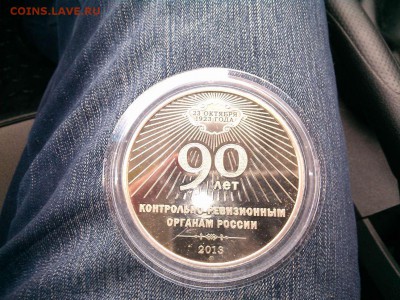 COINS.LAVE.RU
23 ОКТЯБРЯ
1923 ГОДА
90
лет
КОНТРОЛЬНО-РЕВИЗИОННЫМ
ОРГАНАМ РОССИИ
2013